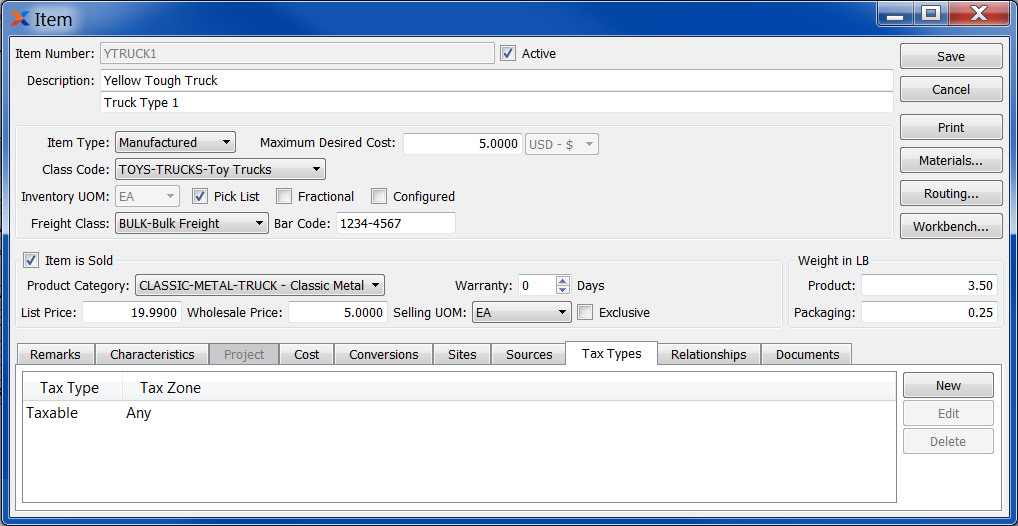 Item
Item Number: YTRUCK1 Active Save
Description: Yellow Tough Truck Cancel
Truck Type 1
Print
Item Type: Manufactured Maximum Desired Cost: 5.0000 USD - $
Materials...
Class Code: TOYS-TRUCKS-Toy Trucks
Inventory UOM: EA Pick List Fractional Configured Routing...
Freight Class: BULK-Bulk Freight Bar Code: 1234-4567 Workbench...
Item is Sold Weight in LB
Product Category: CLASSIC-METAL-TRUCK - Classic Metal Warranty: 0 Days Product: 3.50
List Price: 19.9900 Wholesale Price: 5.0000 Selling UOM: EA Exclusive Packaging: 0.25
Remarks Characteristics Project Cost Conversions Sites Sources Tax Types Relationships Documents
Tax Type Tax Zone New
Taxable Any Edit
Delete